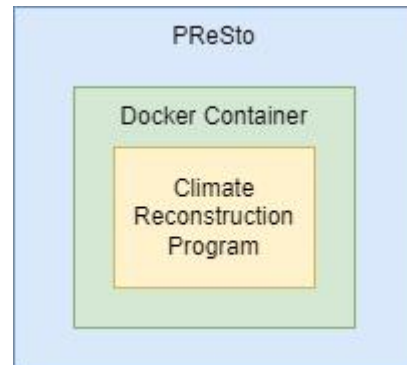 PReSto
Docker Container
Climate
Reconstruction
Program